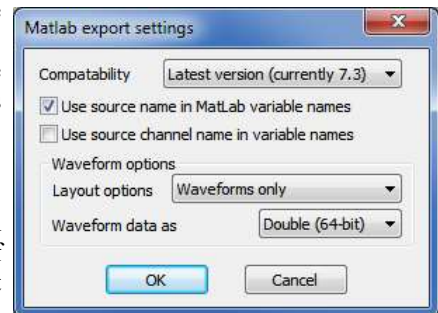 Matlab export settings
Compatability Latest version (currently 7.3)
Use source name in MatLab variable names
Use source channel name in variable names
Waveform options
Layout options Waveforms only
Waveform data as Double (64-bit)
OK Cancel